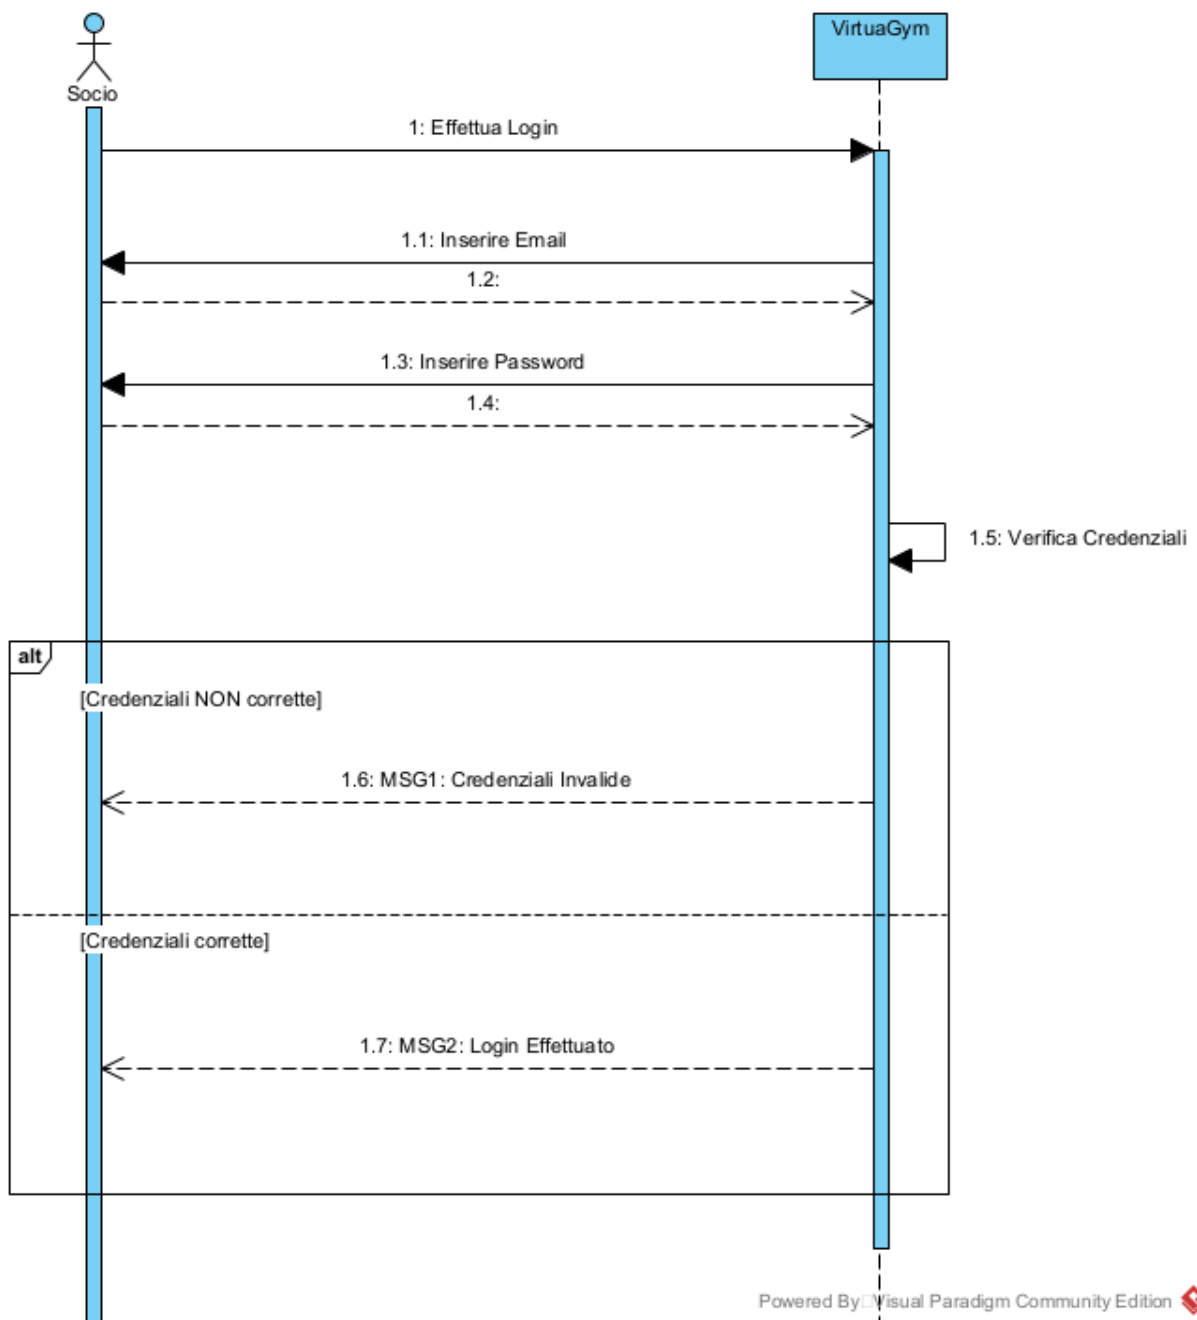 VirtuaGym
Socio
1: Effettua Login
1.1: Inserire Email
1.2:
1.3: Inserire Password
1.4:
1.5: Verifica Credenziali
alt
[Credenziali NON corrette]
1.6: MSG1: Credenziali Invalide
[Credenziali corrette]
1.7: MSG2: Login Effettuato
Powered By Visual Paradigm Community Edition